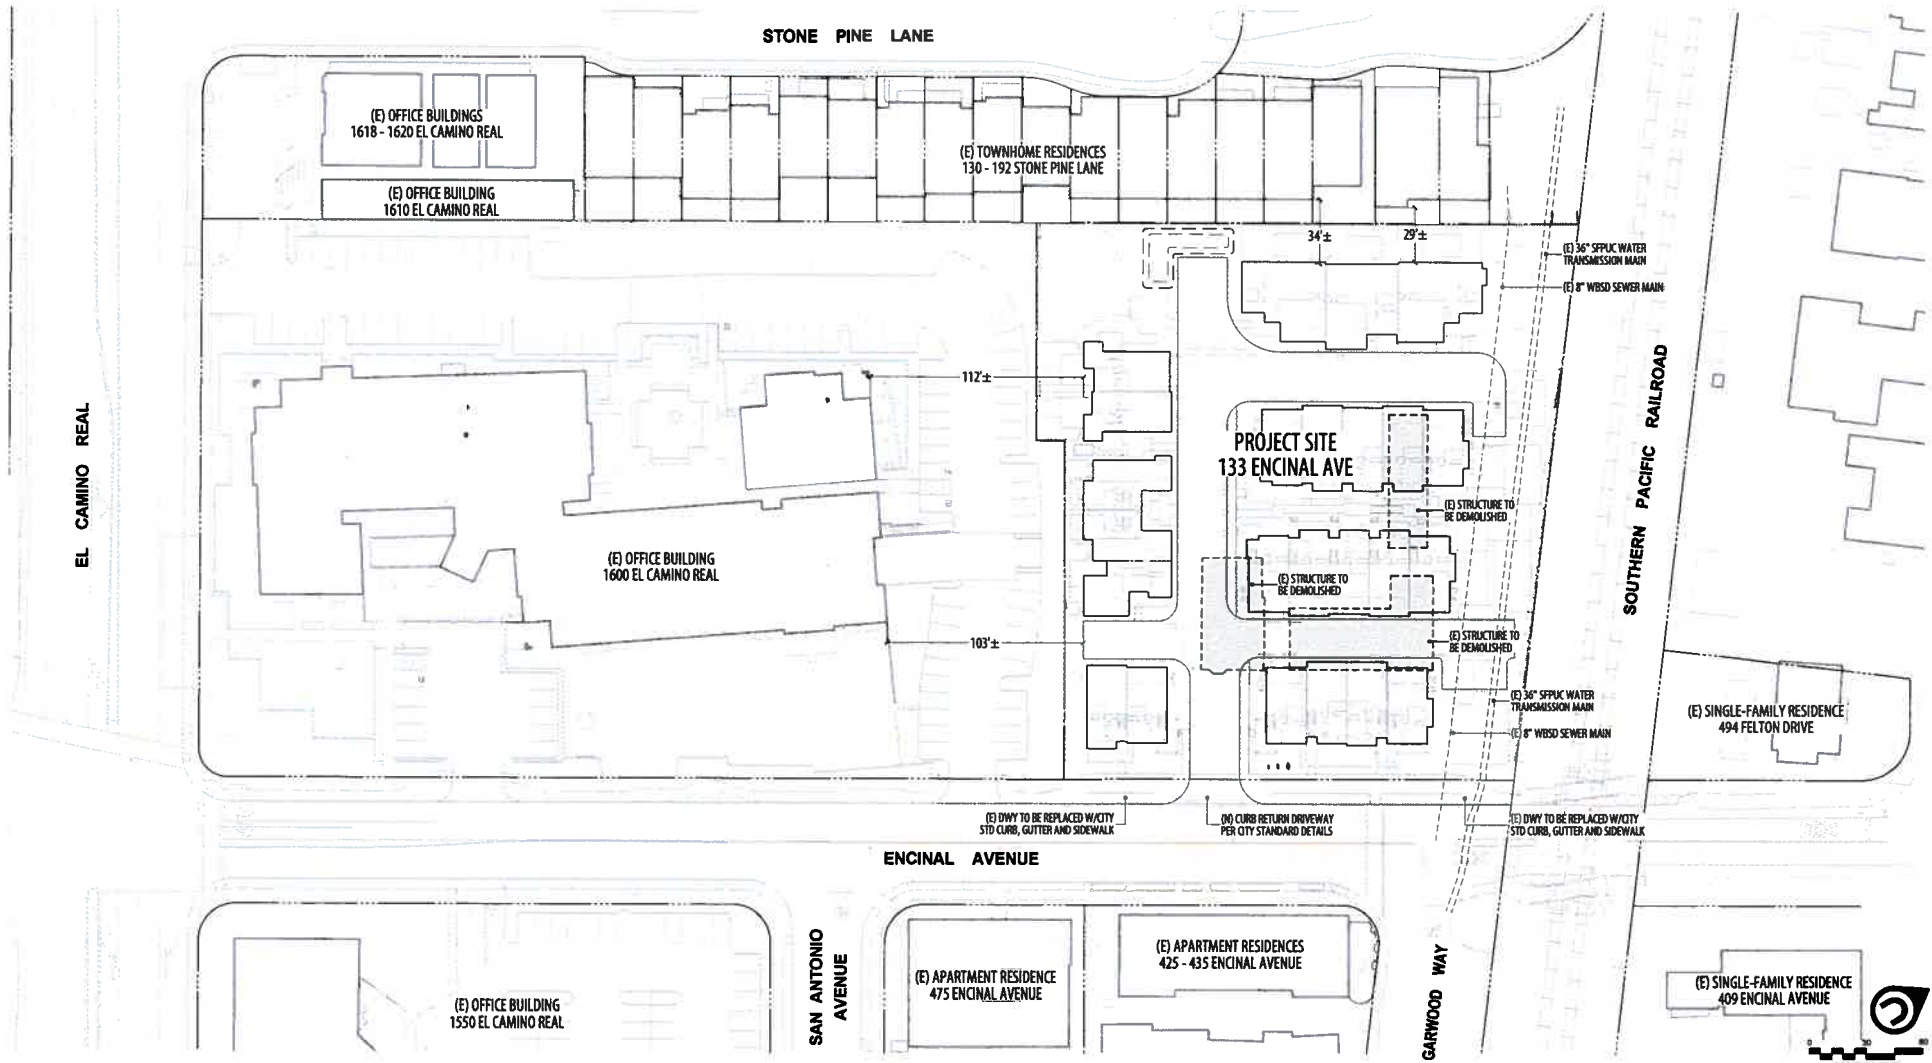 STONE PINE LANE
(E) OFFICE BUILDINGS
1618 - 1620 EL CAMINO REAL
(E) OFFICE BUILDING
1610 EL CAMINO REAL
(E) TOWNHOME RESIDENCES
130 - 192 STONE PINE LANE
34'±
29'±
(E) 36" SFPUC WATER
TRANSMISSION MAIN
(E) 8" WBSD SEWER MAIN
112'±
EL CAMINO REAL
SOUTHERN PACIFIC RAILROAD
PROJECT SITE
133 ENCINAL AVE
(E) STRUCTURE TO
BE DEMOLISHED
(E) OFFICE BUILDING
1600 EL CAMINO REAL
(E) STRUCTURE TO
BE DEMOLISHED
103'±
(E) STRUCTURE TO
BE DEMOLISHED
(E) 36" SFPUC WATER
TRANSMISSION MAIN
(E) 8" WBSD SEWER MAIN
(E) SINGLE-FAMILY RESIDENCE
494 FELTON DRIVE
(E) DWY TO BE REPLACED W/CITY
STD CURB, GUTTER AND SIDEWALK
(N) CURB RETURN DRIVEWAY
PER CITY STANDARD DETAILS
(E) DWY TO BE REPLACED W/CITY
STD CURB, GUTTER AND SIDEWALK
ENCINAL AVENUE
SAN ANTONIO
AVENUE
(E) OFFICE BUILDING
1550 EL CAMINO REAL
(E) APARTMENT RESIDENCE
475 ENCINAL AVENUE
(E) APARTMENT RESIDENCES
425 - 435 ENCINAL AVENUE
GARWOOD WAY
(E) SINGLE-FAMILY RESIDENCE
409 ENCINAL AVENUE